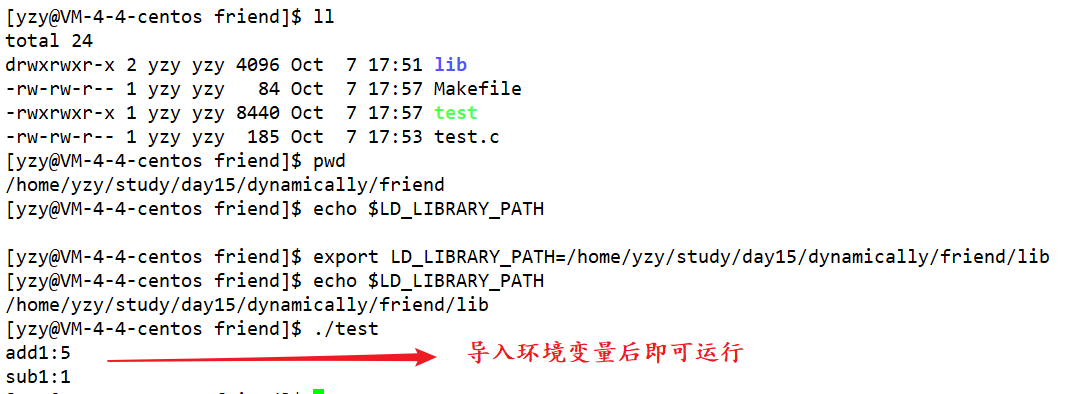 [yzy@VM-4-4-centos friend]$ ll
total 24
drwxrwxr-x 2 yzy yzy 4096 Oct  7 17:51 lib
-rw-rw-r-- 1 yzy yzy   84 Oct  7 17:57 Makefile
-rwxrwxr-x 1 yzy yzy 8440 Oct  7 17:57 test
-rw-rw-r-- 1 yzy yzy  185 Oct  7 17:53 test.c
[yzy@VM-4-4-centos friend]$ pwd
/home/yzy/study/day15/dynamically/friend
[yzy@VM-4-4-centos friend]$ echo $LD_LIBRARY_PATH
[yzy@VM-4-4-centos friend]$ export LD_LIBRARY_PATH=/home/yzy/study/day15/dynamically/friend/lib
[yzy@VM-4-4-centos friend]$ echo $LD_LIBRARY_PATH
/home/yzy/study/day15/dynamically/friend/lib
[yzy@VM-4-4-centos friend]$ ./test
add1:5
导入环境变量后即可运行
sub1:1